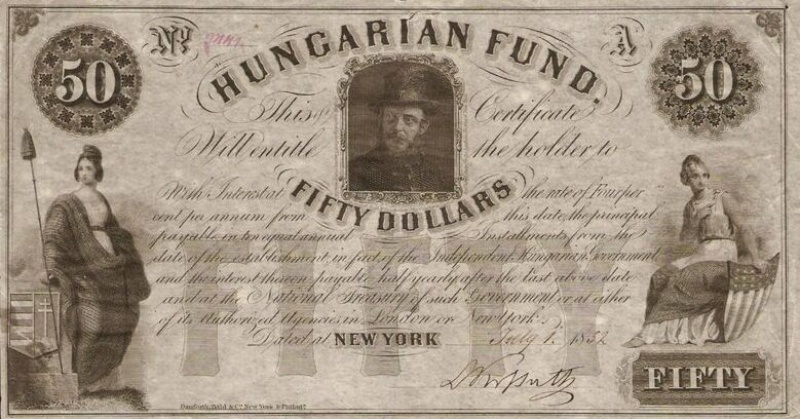 No A
HUNGARIAN FUND.
50 50
This Certificate
Will entitle the holder to
FIFTY DOLLARS
With Interest at the rate of Four per
cent per annum from this date, the principal
payable in ten equal annual Installments from the
date of the establishment, in fact, of the Independent Hungarian Government
and the interest thereon payable half yearly after the last above date
and at the National Treasury of such Government or at either
of its Authorized Agencies in London or New York.
Dated at NEW YORK July 1. 1852
FIFTY